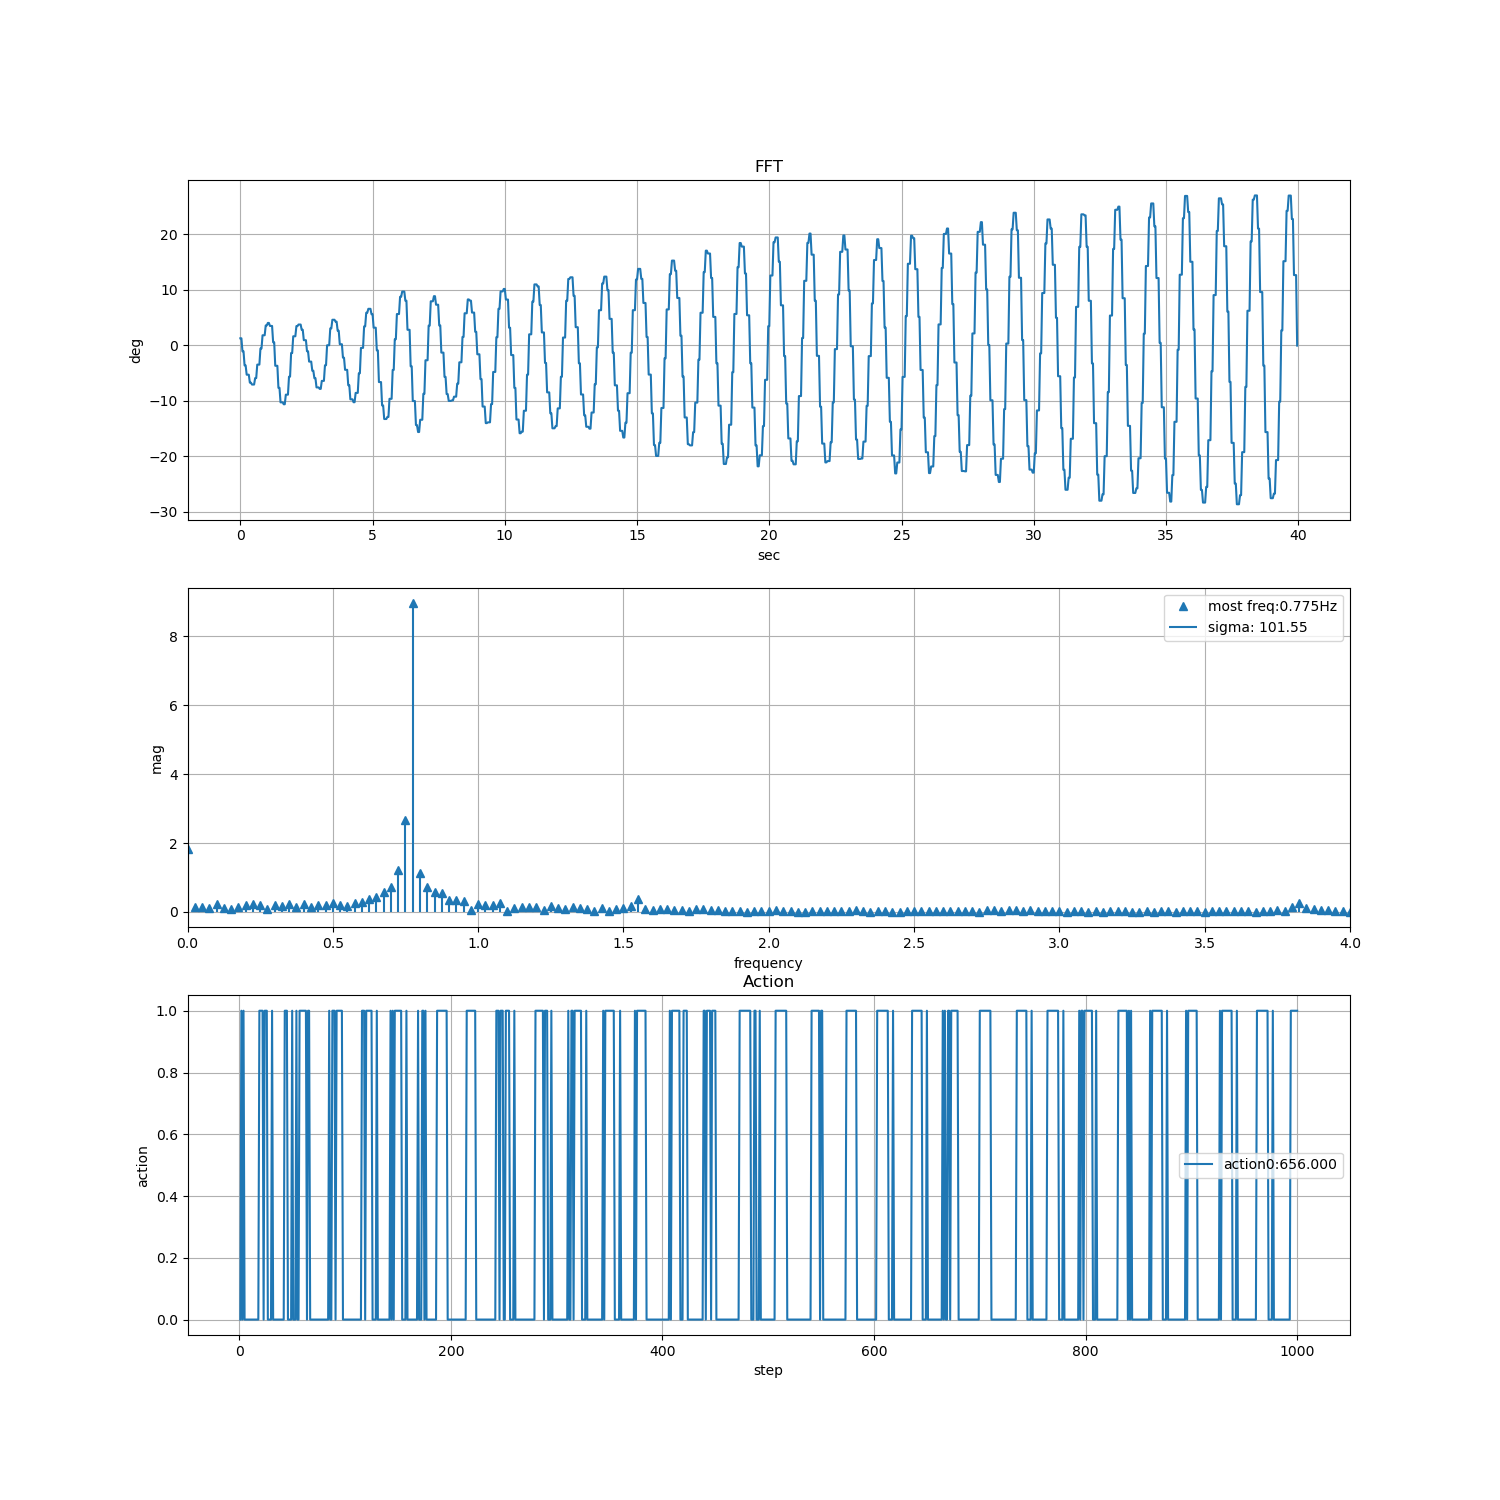 FFT
20
10
0
−10
−20
−30
deg
0 5 10 15 20 25 30 35 40
sec
most freq:0.775Hz
sigma: 101.55
8
6
4
2
0
mag
0.0 0.5 1.0 1.5 2.0 2.5 3.0 3.5 4.0
frequency
Action
1.0
0.8
0.6
0.4
0.2
0.0
action
action0:656.000
0 200 400 600 800 1000
step